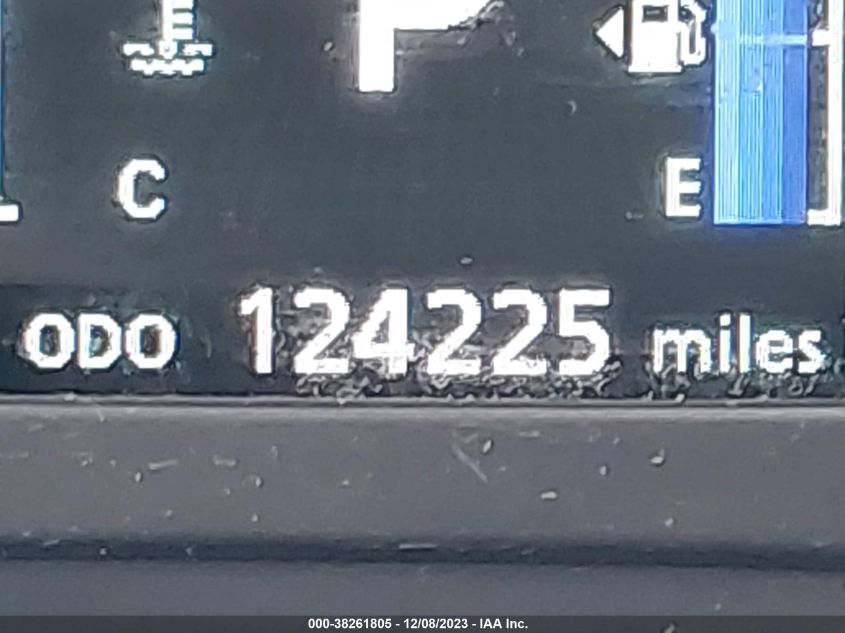 P
C E
ODO 124225 miles
000-38261805 - 12/08/2023 - IAA Inc.